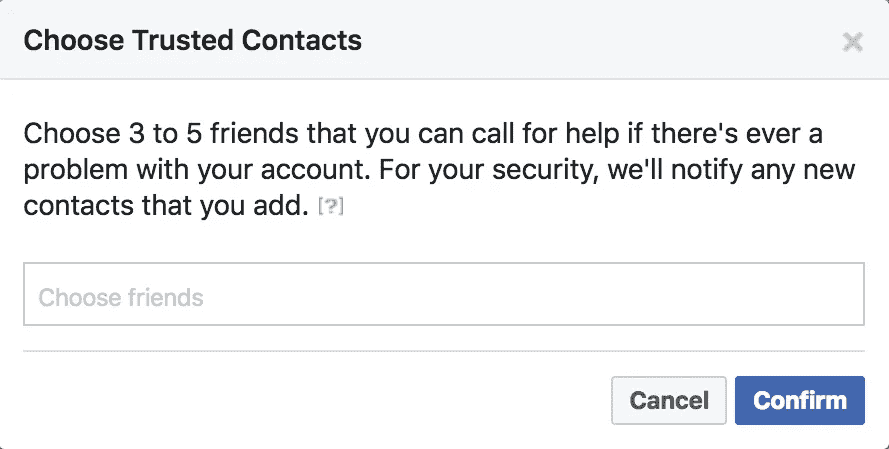 Choose Trusted Contacts
Choose 3 to 5 friends that you can call for help if there's ever a
problem with your account. For your security, we'll notify any new
contacts that you add. [?]
Choose friends
Cancel Confirm